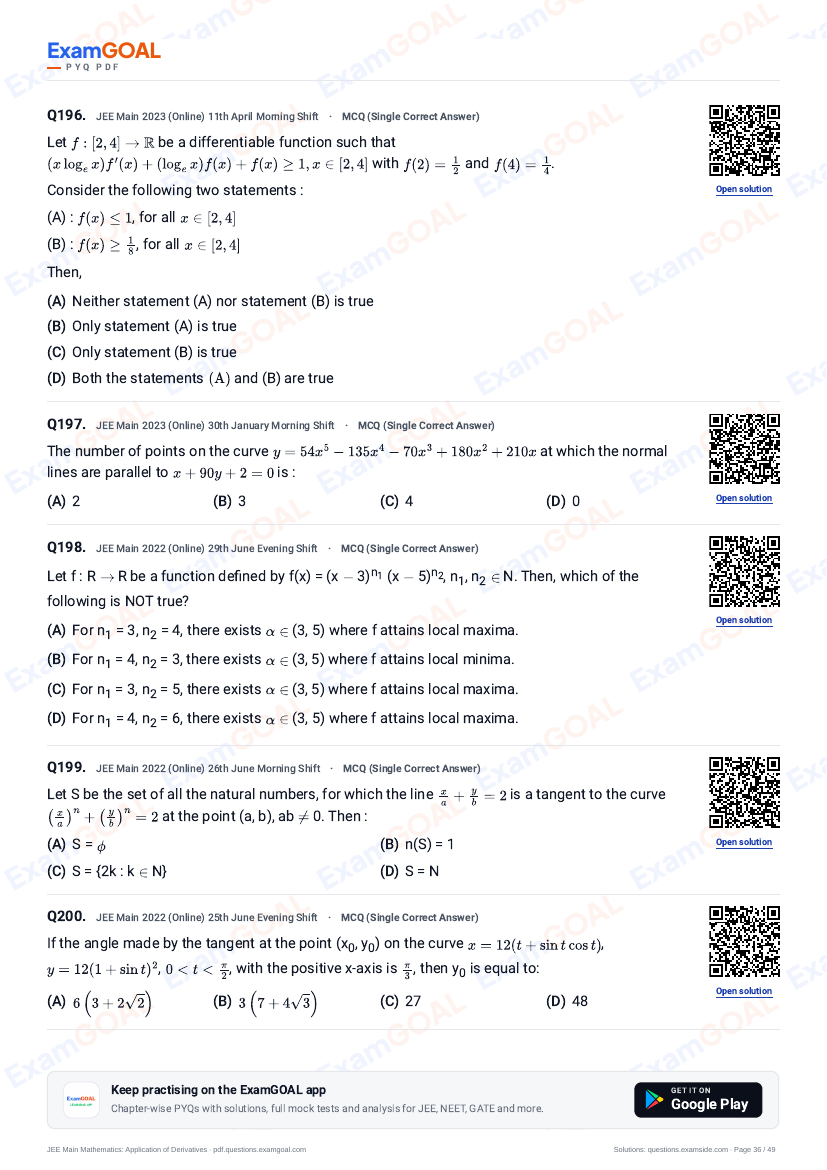 ExamGOAL
PYQ PDF
Q196. JEE Main 2023 (Online) 11th April Morning Shift · MCQ (Single Correct Answer)
Let f : [2, 4] → ℝ be a differentiable function such that
(x logₑ x)f′(x) + (logₑ x)f(x) + f(x) ≥ 1, x ∈ [2, 4] with f(2) = 1/2 and f(4) = 1/4.
Consider the following two statements :
(A) : f(x) ≤ 1, for all x ∈ [2, 4]
(B) : f(x) ≥ 1/8, for all x ∈ [2, 4]
Then,
(A) Neither statement (A) nor statement (B) is true
(B) Only statement (A) is true
(C) Only statement (B) is true
(D) Both the statements (A) and (B) are true
Open solution
Q197. JEE Main 2023 (Online) 30th January Morning Shift · MCQ (Single Correct Answer)
The number of points on the curve y = 54x⁵ − 135x⁴ − 70x³ + 180x² + 210x at which the normal
lines are parallel to x + 90y + 2 = 0 is :
(A) 2 (B) 3 (C) 4 (D) 0
Open solution
Q198. JEE Main 2022 (Online) 29th June Evening Shift · MCQ (Single Correct Answer)
Let f : R → R be a function defined by f(x) = (x − 3)^n₁ (x − 5)^n₂, n₁, n₂ ∈ N. Then, which of the
following is NOT true?
(A) For n₁ = 3, n₂ = 4, there exists α ∈ (3, 5) where f attains local maxima.
(B) For n₁ = 4, n₂ = 3, there exists α ∈ (3, 5) where f attains local minima.
(C) For n₁ = 3, n₂ = 5, there exists α ∈ (3, 5) where f attains local maxima.
(D) For n₁ = 4, n₂ = 6, there exists α ∈ (3, 5) where f attains local maxima.
Open solution
Q199. JEE Main 2022 (Online) 26th June Morning Shift · MCQ (Single Correct Answer)
Let S be the set of all the natural numbers, for which the line x/a + y/b = 2 is a tangent to the curve
(x/a)ⁿ + (y/b)ⁿ = 2 at the point (a, b), ab ≠ 0. Then :
(A) S = ϕ (B) n(S) = 1
(C) S = {2k : k ∈ N} (D) S = N
Open solution
Q200. JEE Main 2022 (Online) 25th June Evening Shift · MCQ (Single Correct Answer)
If the angle made by the tangent at the point (x₀, y₀) on the curve x = 12(t + sin t cos t),
y = 12(1 + sin t)², 0 < t < π/2, with the positive x-axis is π/3, then y₀ is equal to:
(A) 6(3 + 2√2) (B) 3(7 + 4√3) (C) 27 (D) 48
Open solution
ExamGOAL
Keep practising on the ExamGOAL app
Chapter-wise PYQs with solutions, full mock tests and analysis for JEE, NEET, GATE and more.
GET IT ON
Google Play
JEE Main Mathematics: Application of Derivatives · pdf.questions.examgoal.com
Solutions: questions.examside.com · Page 36 / 49